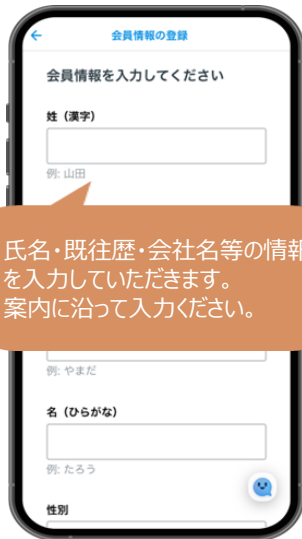 会員情報の登録
会員情報を入力してください
姓（漢字）
例: 山田
氏名・既往歴・会社名等の情報
を入力していただきます。
案内に沿って入力ください。
例: やまだ
名（ひらがな）
例: たろう
性別